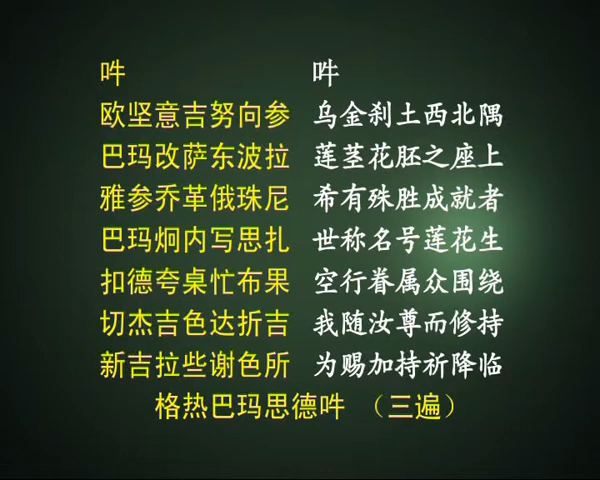 吽 吽
欧坚意吉努向参 乌金刹土西北隅
巴玛改萨东波拉 莲茎花胚之座上
雅参乔革俄珠尼 希有殊胜成就者
巴玛炯内写思扎 世称名号莲花生
扣德夸桌忙布果 空行眷属众围绕
切杰吉色达折吉 我随汝尊而修持
新吉拉些谢色所 为赐加持祈降临
格热巴玛思德吽 （三遍）